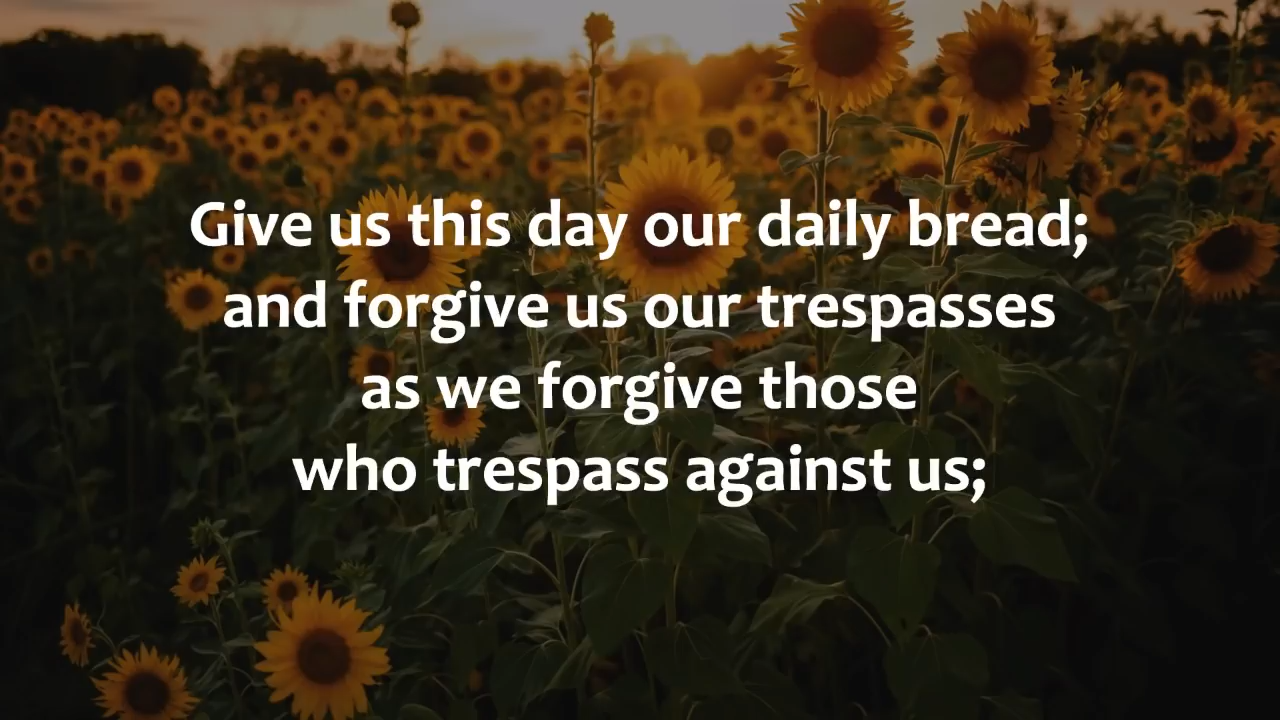 Give us this day our daily bread;
and forgive us our trespasses
as we forgive those
who trespass against us;